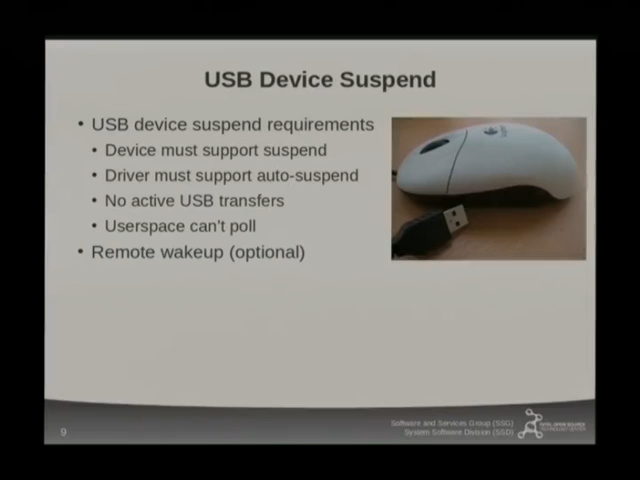 USB Device Suspend
• USB device suspend requirements
• Device must support suspend
• Driver must support auto-suspend
• No active USB transfers
• Userspace can't poll
• Remote wakeup (optional)
9
Software and Services Group (SSG)
System Software Division (SSD)